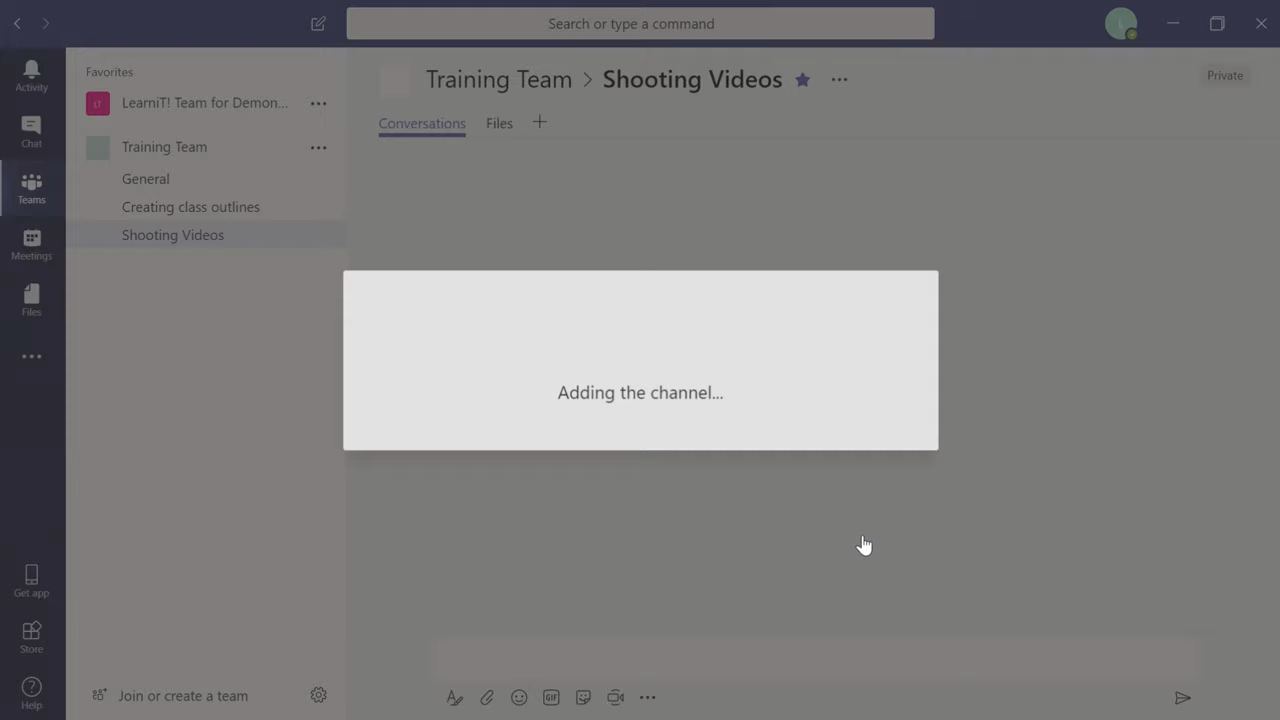 Search or type a command
L
Activity
Chat
Teams
Meetings
Files
Get app
Store
Help
Favorites
LT
LearniT! Team for Demon...
Training Team
General
Creating class outlines
Shooting Videos
Join or create a team
Training Team > Shooting Videos
Private
Conversations
Files
Adding the channel...
GIF